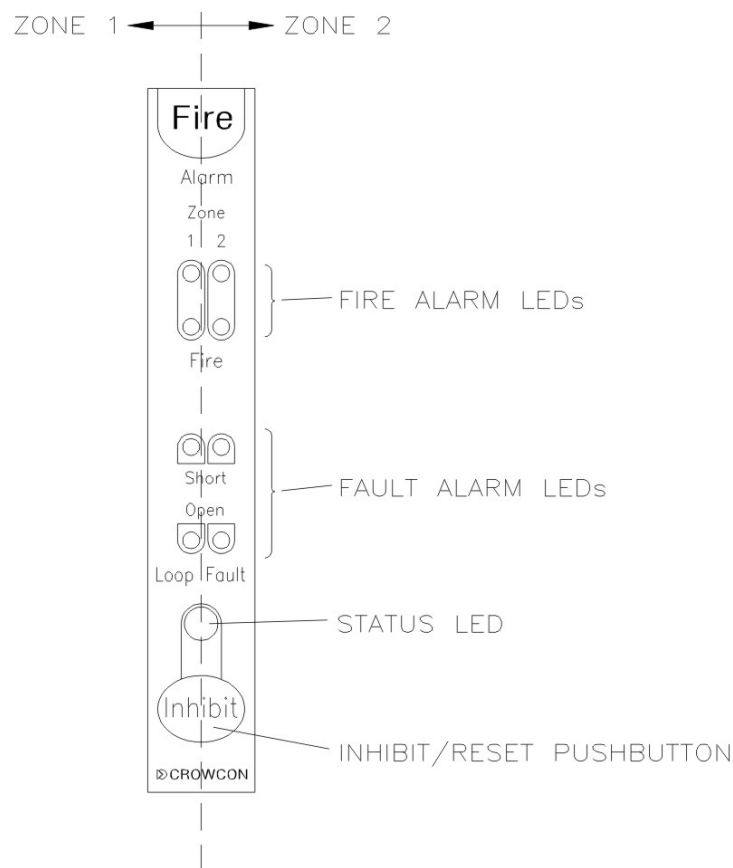 ZONE 1 ZONE 2
Fire
Alarm
Zone
1 2
FIRE ALARM LEDs
Fire
Short
FAULT ALARM LEDs
Open
Loop Fault
STATUS LED
Inhibit
INHIBIT/RESET PUSHBUTTON
CROWCON